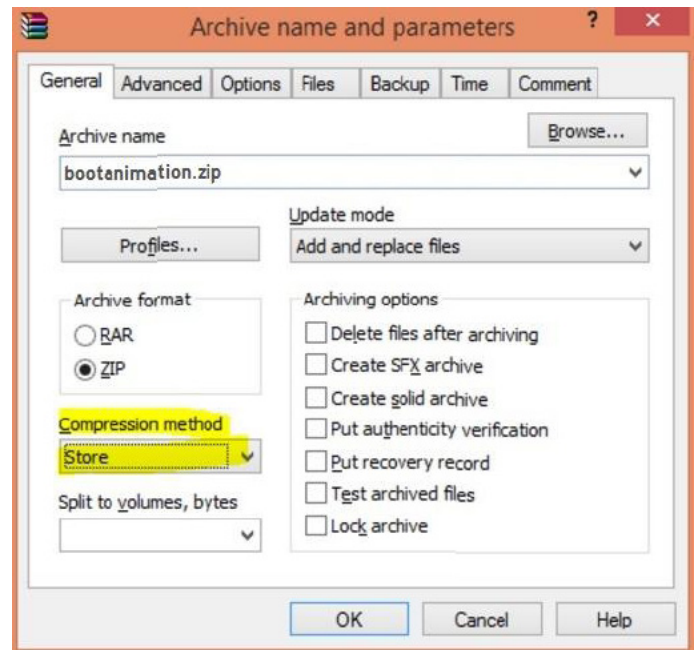 Archive name and parameters ? ×
General Advanced Options Files Backup Time Comment
Archive name Browse...
bootanimation.zip
Update mode
Profiles... Add and replace files
Archive format Archiving options
RAR Delete files after archiving
ZIP Create SFX archive
Create solid archive
Compression method Put authenticity verification
Store Put recovery record
Split to volumes, bytes Test archived files
Lock archive
OK Cancel Help